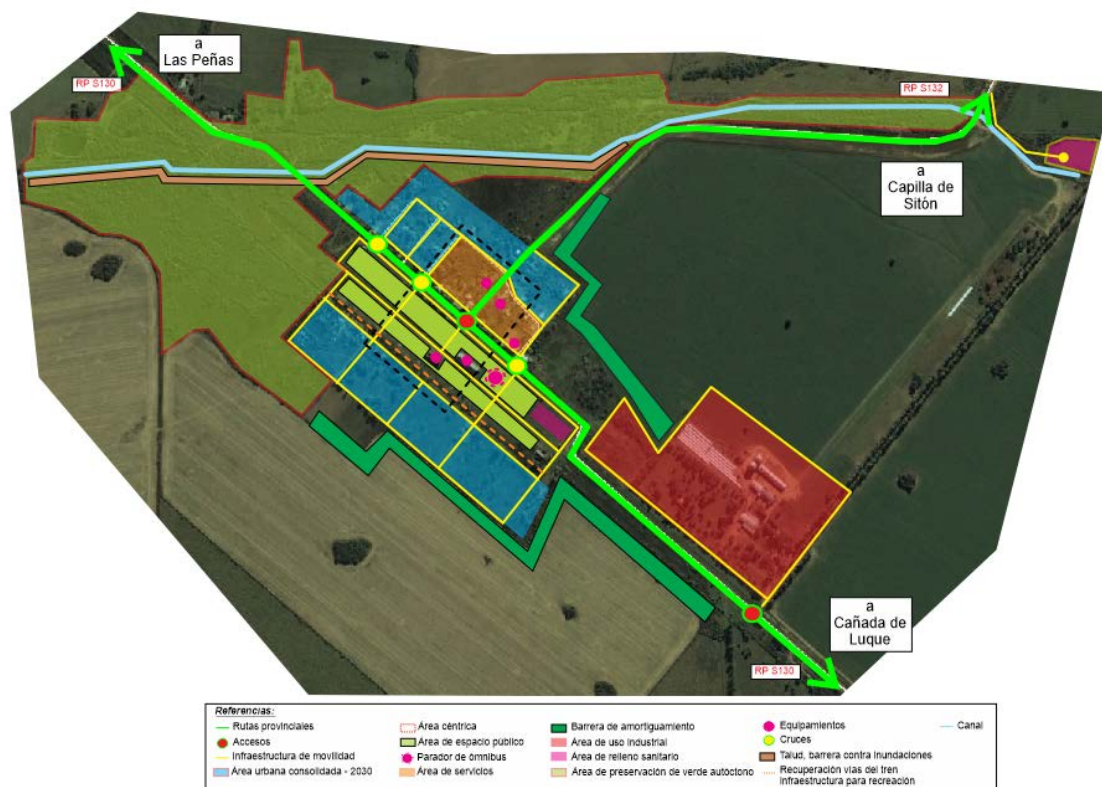 a
Las Peñas
RP S130
RP S132
a
Capilla de
Sitón
a
Cañada de
Luque
RP S130
Referencias:
Rutas provinciales
Accesos
Infraestructura de movilidad
Área urbana consolidada - 2030
Área céntrica
Área de espacio público
Parador de ómnibus
Área de servicios
Barrera de amortiguamiento
Área de uso industrial
Área de relleno sanitario
Área de preservación de verde autóctono
Equipamientos
Cruces
Talud, barrera contra inundaciones
Recuperación vias del tren
infraestructura para recreación
Canal